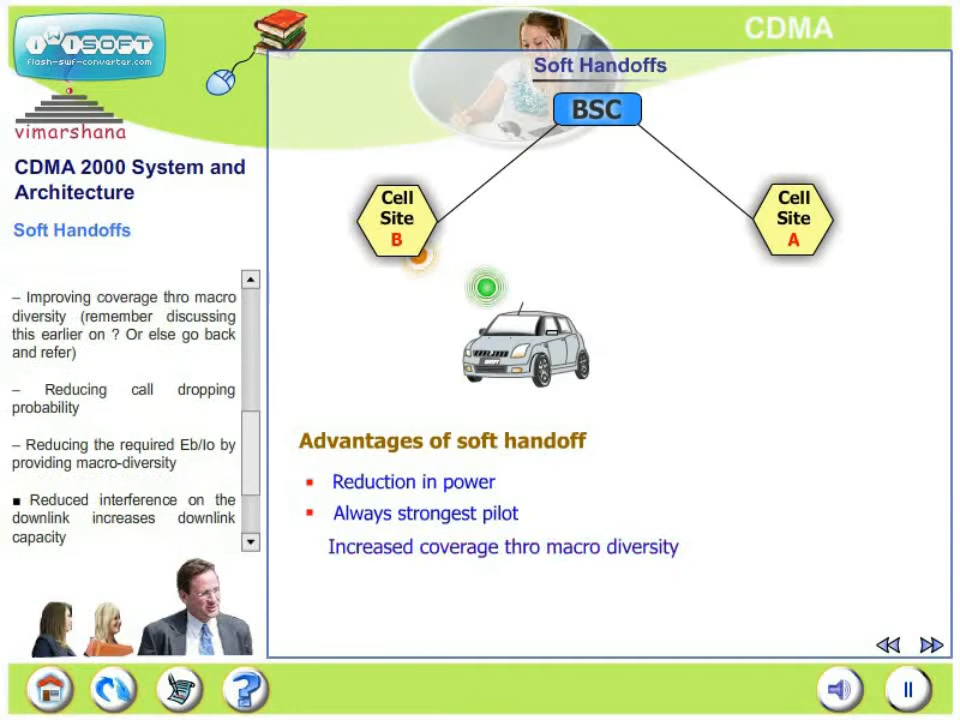 CDMA
iWiSOFT
flash-swf-converter.com
vimarshana
CDMA 2000 System and
Architecture
Soft Handoffs
– Improving coverage thro macro
diversity (remember discussing
this earlier on ? Or else go back
and refer)
– Reducing call dropping
probability
– Reducing the required Eb/Io by
providing macro-diversity
■ Reduced interference on the
downlink increases downlink
capacity
Soft Handoffs
BSC
Cell
Site
B
Cell
Site
A
Advantages of soft handoff
▪ Reduction in power
▪ Always strongest pilot
Increased coverage thro macro diversity